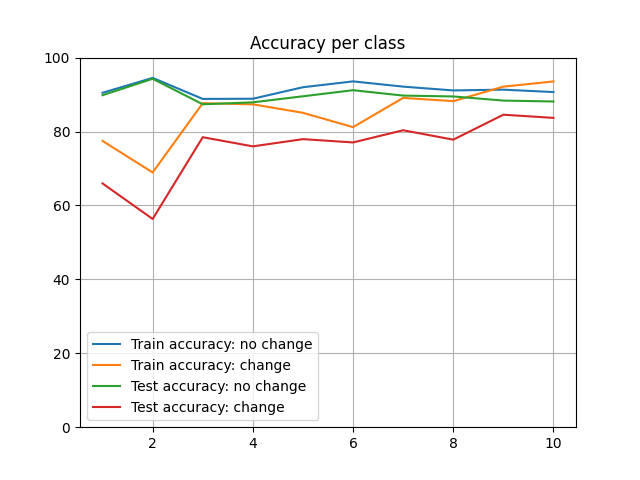 Accuracy per class
100
80
60
40
20
0
Train accuracy: no change
Train accuracy: change
Test accuracy: no change
Test accuracy: change
2 4 6 8 10